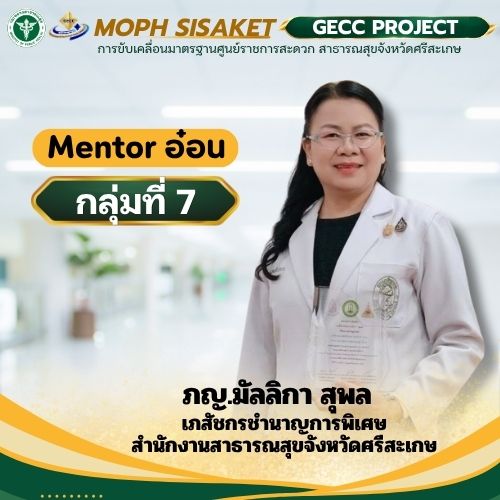 MOPH SISAKET GECC PROJECT
การขับเคลื่อนมาตรฐานศูนย์ราชการสะดวก สาธารณสุขจังหวัดศรีสะเกษ
Mentor อ๋อน
กลุ่มที่ 7
ภญ.มัลลิกา สุพล
เภสัชกรชำนาญการพิเศษ
สำนักงานสาธารณสุขจังหวัดศรีสะเกษ